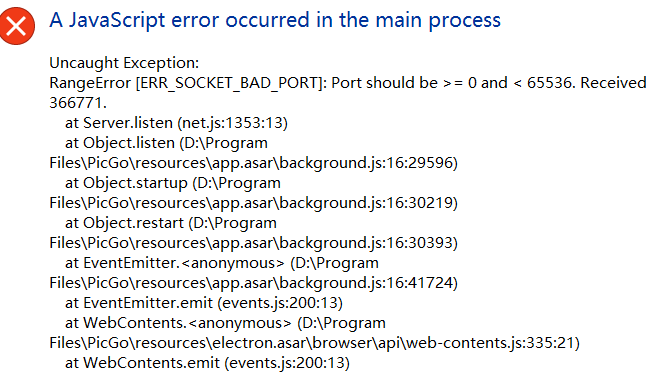 A JavaScript error occurred in the main process
Uncaught Exception:
RangeError [ERR_SOCKET_BAD_PORT]: Port should be >= 0 and < 65536. Received
366771.
at Server.listen (net.js:1353:13)
at Object.listen (D:\Program
Files\PicGo\resources\app.asar\background.js:16:29596)
at Object.startup (D:\Program
Files\PicGo\resources\app.asar\background.js:16:30219)
at Object.restart (D:\Program
Files\PicGo\resources\app.asar\background.js:16:30393)
at EventEmitter.<anonymous> (D:\Program
Files\PicGo\resources\app.asar\background.js:16:41724)
at EventEmitter.emit (events.js:200:13)
at WebContents.<anonymous> (D:\Program
Files\PicGo\resources\electron.asar\browser\api\web-contents.js:335:21)
at WebContents.emit (events.js:200:13)